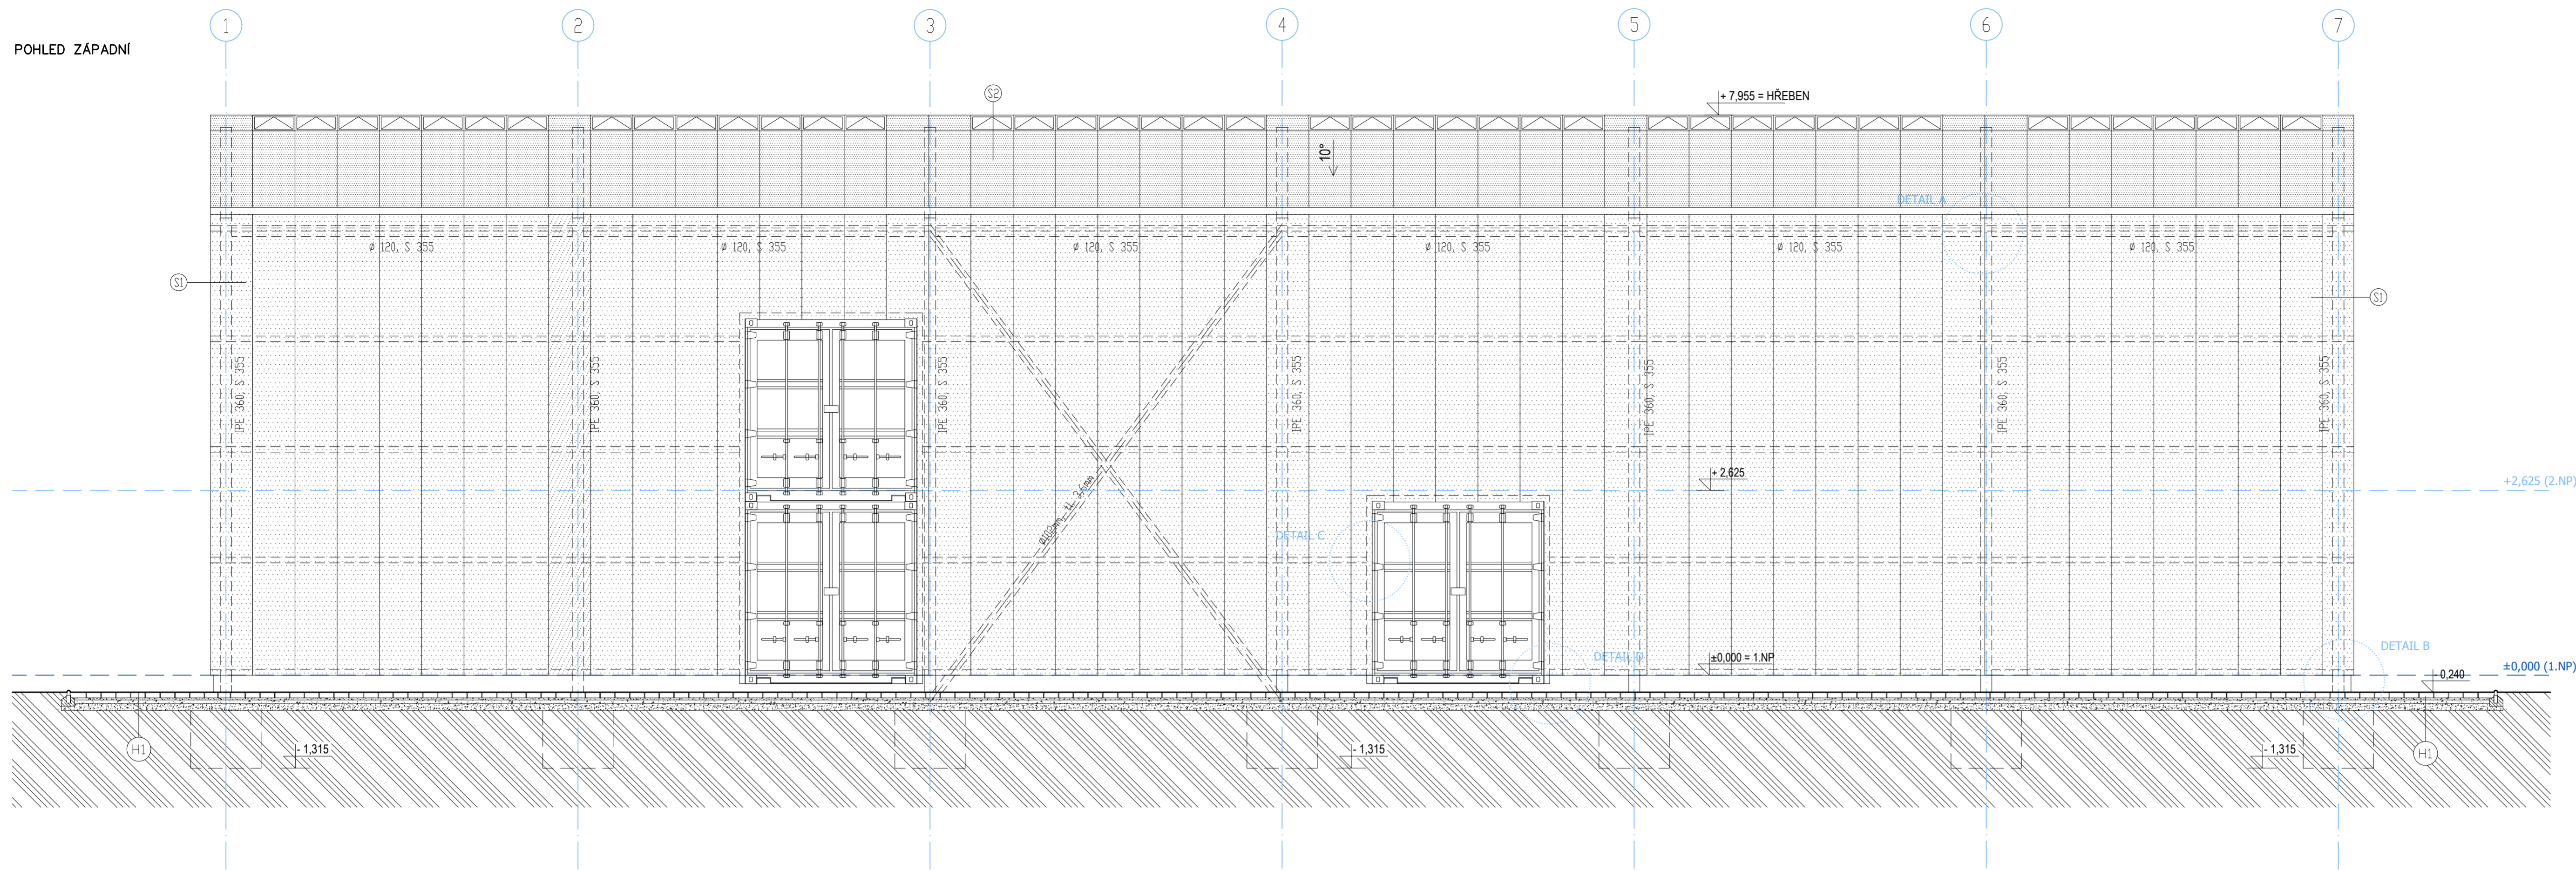 1 2 3 4 5 6 7
POHLED ZÁPADNÍ
S2
+ 7,955 = HŘEBEN
10°
DETAIL A
Ø 120, S 355
Ø 120, S 355
Ø 120, S 355
Ø 120, S 355
Ø 120, S 355
Ø 120, S 355
S1
S1
IPE 360, S 355
IPE 360, S 355
IPE 360, S 355
IPE 360, S 355
IPE 360, S 355
IPE 360, S 355
IPE 360, S 355
+ 2,625
+2,625 (2.NP)
Ø102mm, tl. 3,6mm
DETAIL C
DETAIL D
±0,000 = 1.NP
DETAIL B
±0,000 (1.NP)
- 0,240
H1
- 1,315
- 1,315
- 1,315
H1